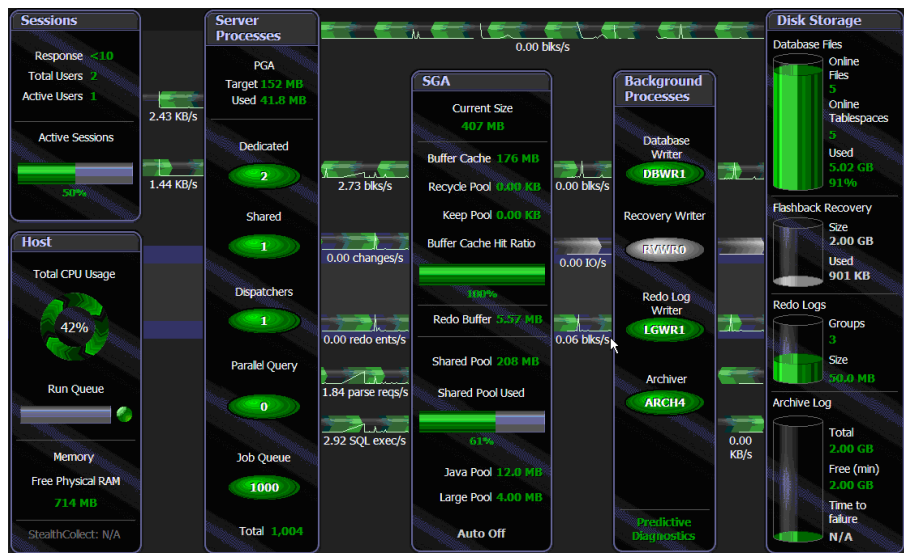 Sessions
Response <10
Total Users 2
Active Users 1
Active Sessions
50%
Host
Total CPU Usage
42%
Run Queue
Memory
Free Physical RAM
714 MB
StealthCollect: N/A
2.43 KB/s
1.44 KB/s
Server
Processes
PGA
Target 152 MB
Used 41.8 MB
Dedicated
2
Shared
1
Dispatchers
1
Parallel Query
0
Job Queue
1000
Total 1,004
0.00 blks/s
2.73 blks/s
0.00 changes/s
0.00 redo ents/s
1.84 parse reqs/s
2.92 SQL exec/s
SGA
Current Size
407 MB
Buffer Cache 176 MB
Recycle Pool 0.00 KB
Keep Pool 0.00 KB
Buffer Cache Hit Ratio
100%
Redo Buffer 5.57 MB
Shared Pool 208 MB
Shared Pool Used
61%
Java Pool 12.0 MB
Large Pool 4.00 MB
Auto Off
0.00 blks/s
0.00 IO/s
0.06 blks/s
Background
Processes
Database
Writer
DBWR1
Recovery Writer
RVWR0
Redo Log
Writer
LGWR1
Archiver
ARCH4
Predictive
Diagnostics
0.00
KB/s
Disk Storage
Database Files
Online
Files
5
Online
Tablespaces
5
Used
5.02 GB
91%
Flashback Recovery
Size
2.00 GB
Used
901 KB
Redo Logs
Groups
3
Size
50.0 MB
Archive Log
Total
2.00 GB
Free (min)
2.00 GB
Time to
failure
N/A